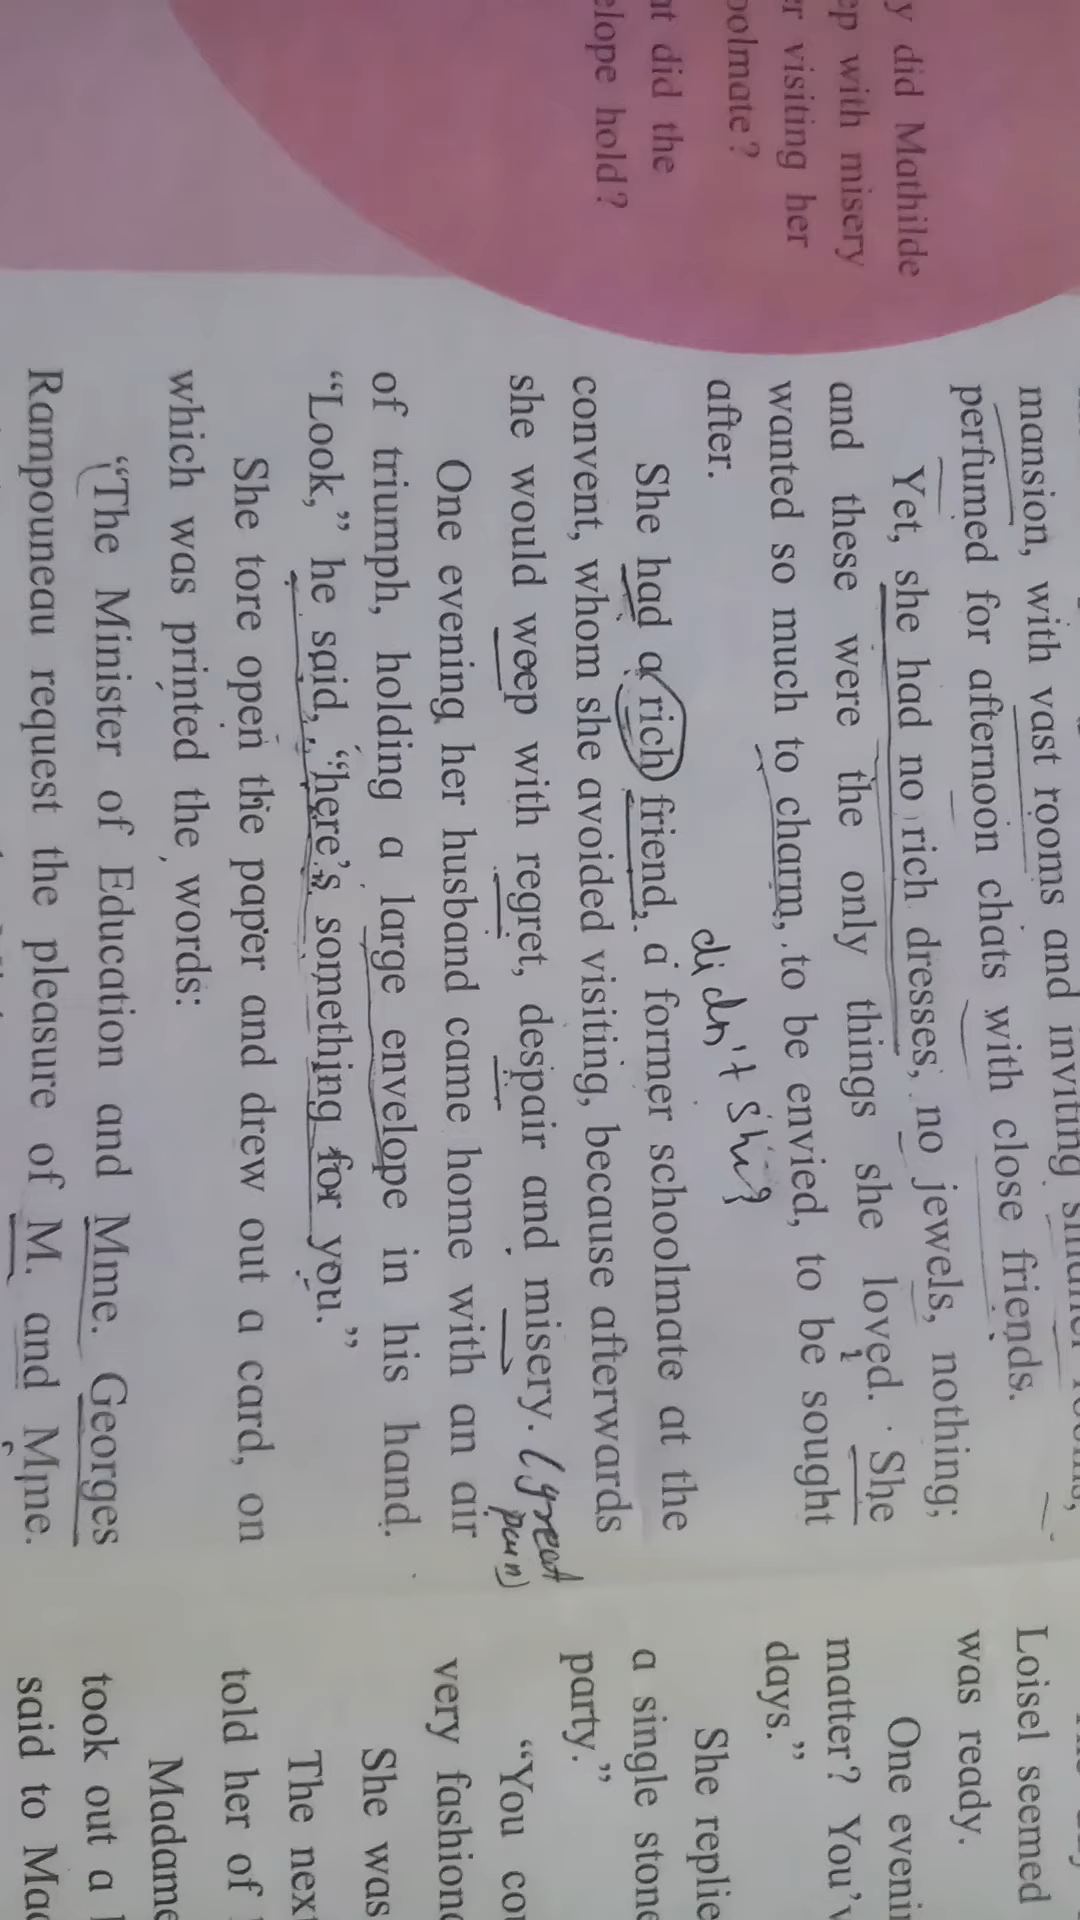 y did Mathilde
ep with misery
er visiting her
oolmate?
at did the
elope hold?
mansion, with vast rooms and inviting smaller rooms,
perfumed for afternoon chats with close friends.
Yet, she had no rich dresses, no jewels, nothing;
and these were the only things she loved. She
wanted so much to charm, to be envied, to be sought
after.
didn't she?
She had a rich friend, a former schoolmate at the
convent, whom she avoided visiting, because afterwards
she would weep with regret, despair and misery. (great
pain)
One evening her husband came home with an air
of triumph, holding a large envelope in his hand.
“Look,” he said, “here's something for you.”
She tore open the paper and drew out a card, on
which was printed the words:
“The Minister of Education and Mme. Georges
Rampouneau request the pleasure of M. and Mme.
Loisel seemed
was ready.
One eveni
matter? You'v
days.”
She replie
a single stone
party.”
“You cou
very fashion
She was
The next
told her of
Madame
took out a
said to Mad